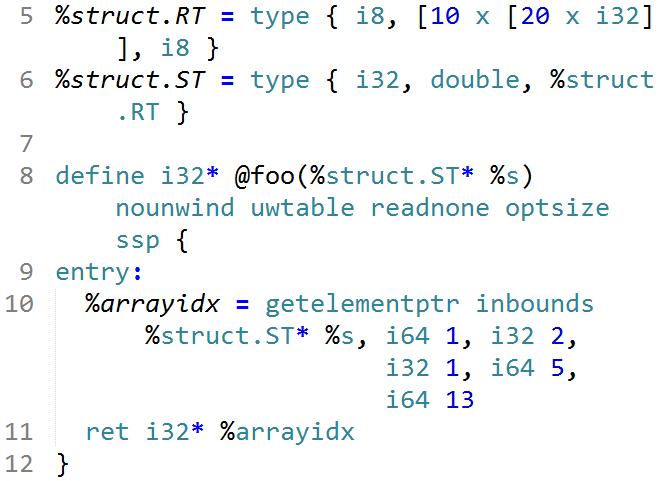 5 %struct.RT = type { i8, [10 x [20 x i32]
], i8 }
6 %struct.ST = type { i32, double, %struct
.RT }
7
8 define i32* @foo(%struct.ST* %s)
nounwind uwtable readnone optsize
ssp {
9 entry:
10 %arrayidx = getelementptr inbounds
%struct.ST* %s, i64 1, i32 2,
i32 1, i64 5,
i64 13
11 ret i32* %arrayidx
12 }